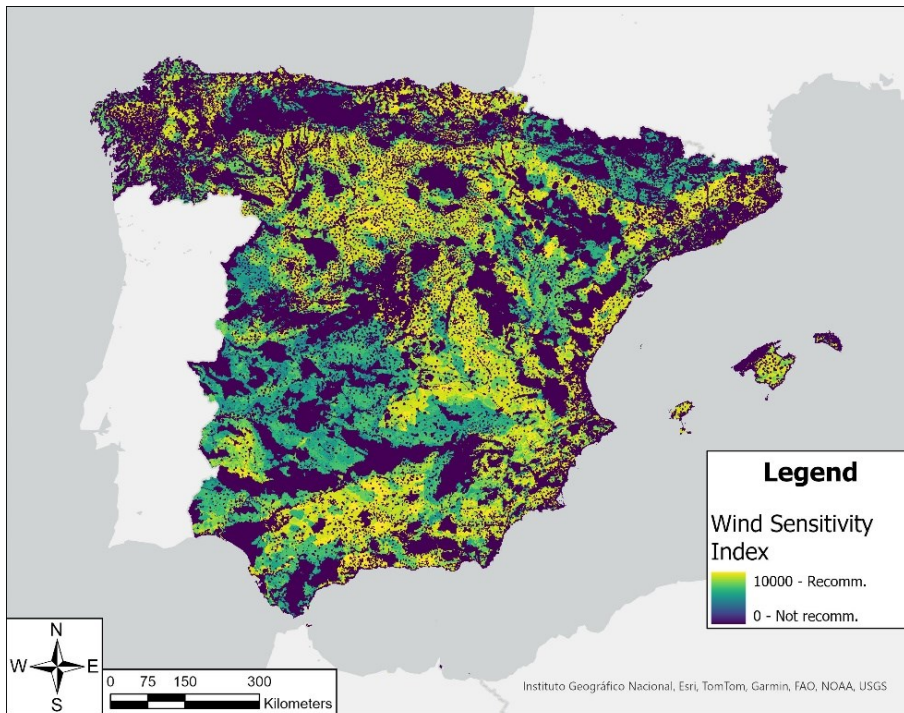 Legend
Wind Sensitivity
Index
10000 - Recomm.
0 - Not recomm.
N
W E
S
0 75 150 300
Kilometers
Instituto Geográfico Nacional, Esri, TomTom, Garmin, FAO, NOAA, USGS